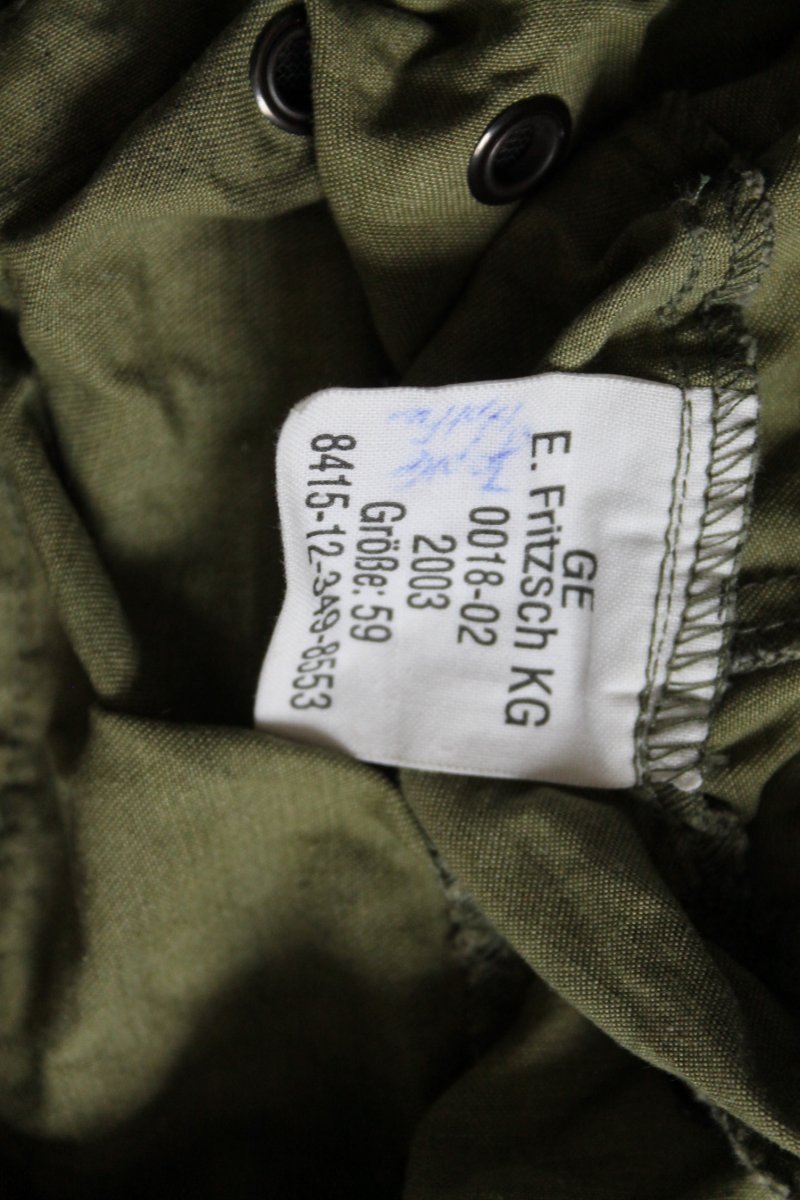 GE
E. Fritzsch KG
0018-02
2003
Größe: 59
8415-12-349-8553